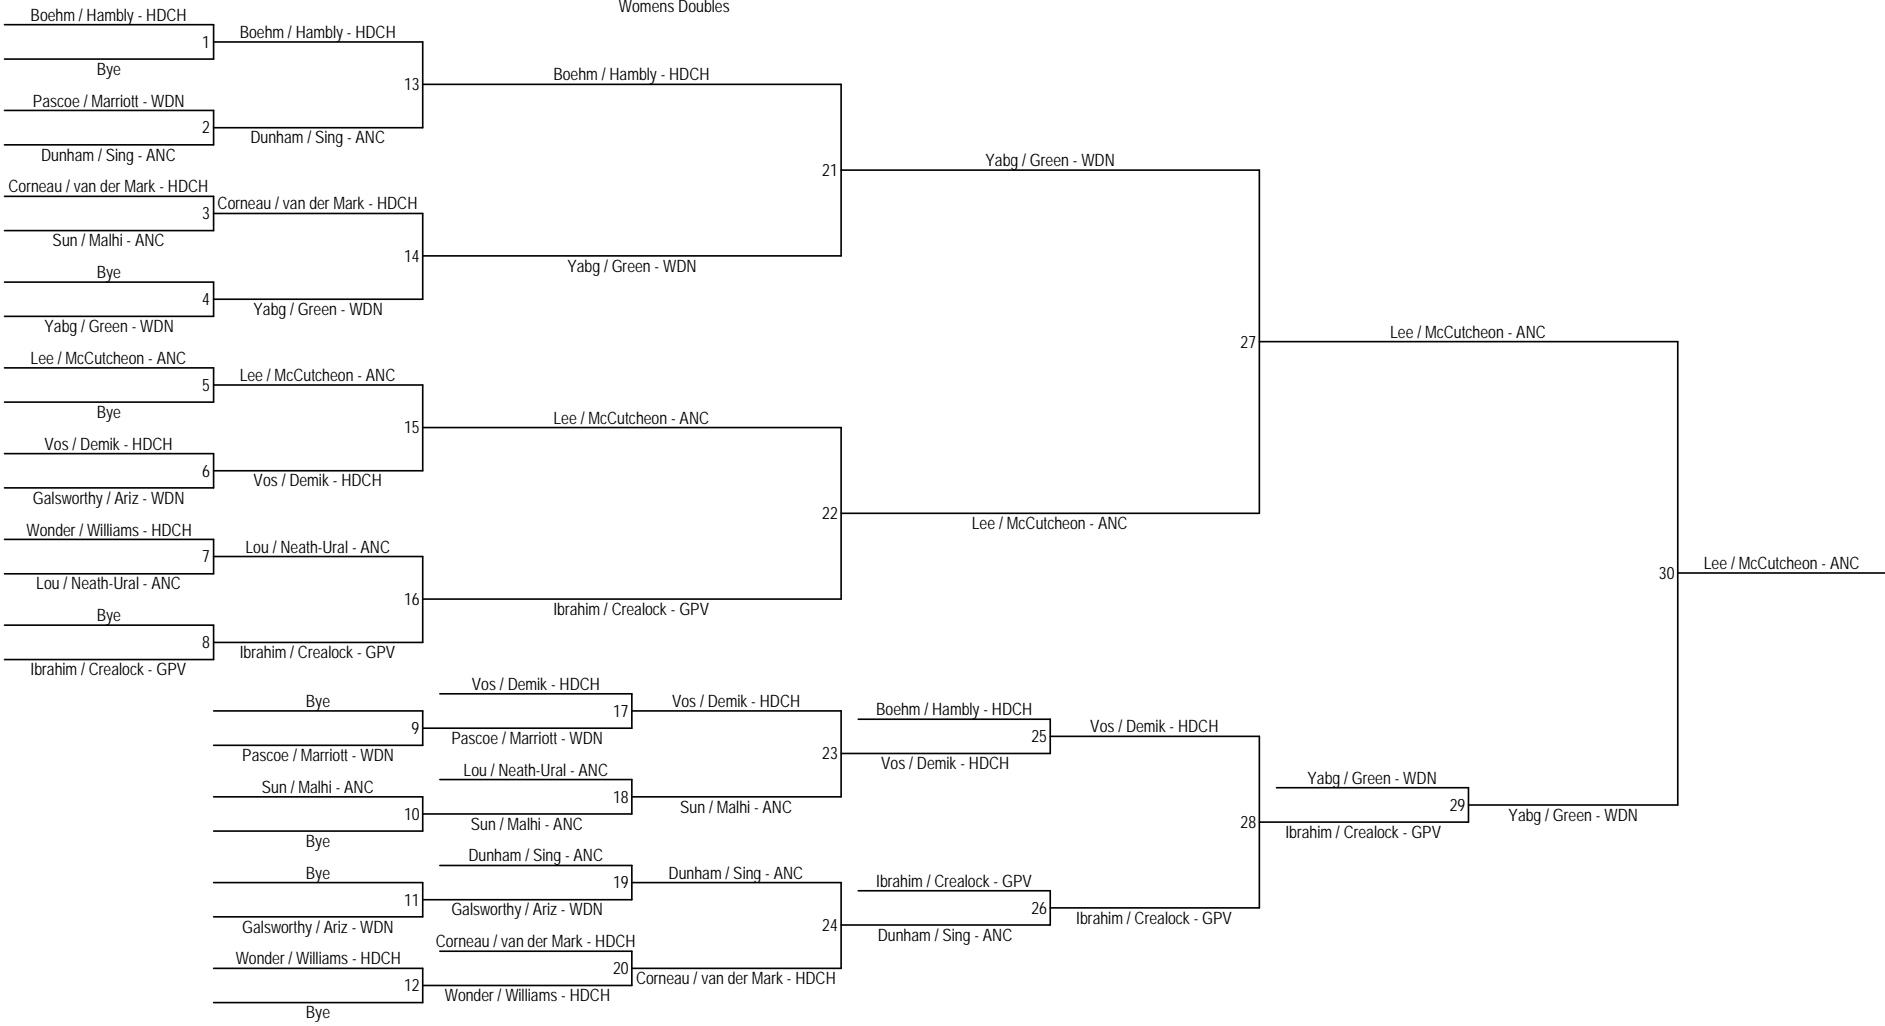 Womens Doubles
Boehm / Hambly - HDCH
1
Bye
Boehm / Hambly - HDCH
13
Pascoe / Marriott - WDN
2
Dunham / Sing - ANC
Dunham / Sing - ANC
Boehm / Hambly - HDCH
21
Corneau / van der Mark - HDCH
3
Sun / Malhi - ANC
Corneau / van der Mark - HDCH
14
Bye
4
Yabg / Green - WDN
Yabg / Green - WDN
Yabg / Green - WDN
Yabg / Green - WDN
27
Lee / McCutcheon - ANC
5
Bye
Lee / McCutcheon - ANC
15
Vos / Demik - HDCH
6
Galsworthy / Ariz - WDN
Vos / Demik - HDCH
Lee / McCutcheon - ANC
22
Wonder / Williams - HDCH
7
Lou / Neath-Ural - ANC
Lou / Neath-Ural - ANC
16
Bye
8
Ibrahim / Crealock - GPV
Ibrahim / Crealock - GPV
Ibrahim / Crealock - GPV
Lee / McCutcheon - ANC
Lee / McCutcheon - ANC
30
Lee / McCutcheon - ANC
Bye
9
Pascoe / Marriott - WDN
Vos / Demik - HDCH
17
Pascoe / Marriott - WDN
Vos / Demik - HDCH
23
Sun / Malhi - ANC
10
Bye
Lou / Neath-Ural - ANC
18
Sun / Malhi - ANC
Sun / Malhi - ANC
Boehm / Hambly - HDCH
25
Vos / Demik - HDCH
Vos / Demik - HDCH
28
Bye
11
Galsworthy / Ariz - WDN
Dunham / Sing - ANC
19
Galsworthy / Ariz - WDN
Dunham / Sing - ANC
24
Wonder / Williams - HDCH
12
Bye
Corneau / van der Mark - HDCH
20
Wonder / Williams - HDCH
Corneau / van der Mark - HDCH
Ibrahim / Crealock - GPV
26
Dunham / Sing - ANC
Ibrahim / Crealock - GPV
Yabg / Green - WDN
29
Ibrahim / Crealock - GPV
Yabg / Green - WDN